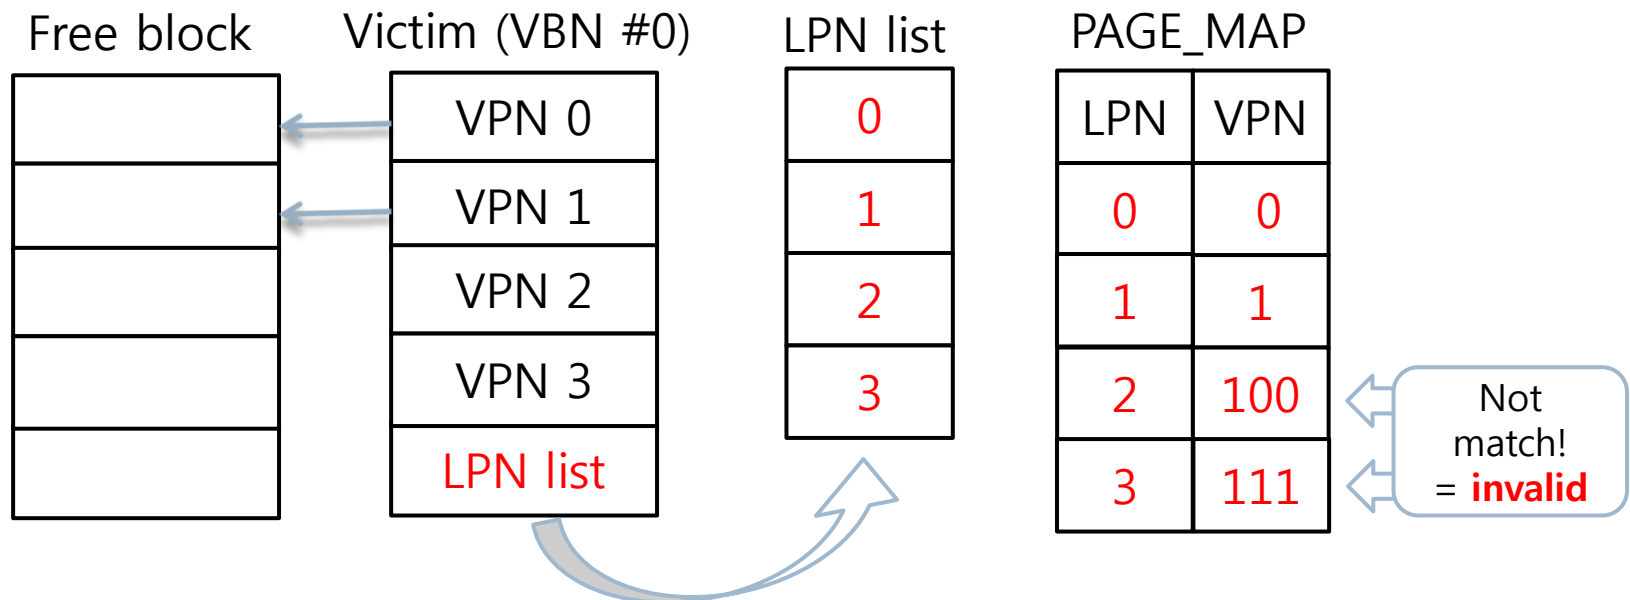 Free block
Victim (VBN #0)
LPN list
PAGE_MAP
VPN 0
VPN 1
VPN 2
VPN 3
LPN list
0
1
2
3
LPN VPN
0 0
1 1
2 100
3 111
Not
match!
= invalid